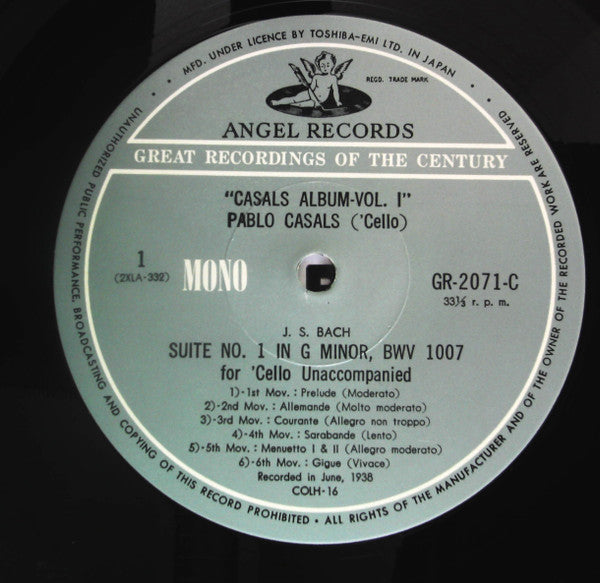 • MFD. UNDER LICENCE BY TOSHIBA-EMI LTD. IN JAPAN •
REGD. TRADE MARK
ANGEL RECORDS
GREAT RECORDINGS OF THE CENTURY
"CASALS ALBUM-VOL. I"
PABLO CASALS ('Cello)
1
(2XLA-332)
MONO
GR-2071-C
33⅓ r. p. m.
J. S. BACH
SUITE NO. 1 IN G MINOR, BWV 1007
for 'Cello Unaccompanied
1)-1st Mov. : Prelude (Moderato)
2)-2nd Mov. : Allemande (Molto moderato)
3)-3rd Mov. : Courante (Allegro non troppo)
4)-4th Mov. : Sarabande (Lento)
5)-5th Mov. : Menuetto I & II (Allegro moderato)
6)-6th Mov. : Gigue (Vivace)
Recorded in June, 1938
COLH-16
UNAUTHORIZED PUBLIC PERFORMANCE, BROADCASTING AND COPYING OF THIS RECORD PROHIBITED • ALL RIGHTS OF THE MANUFACTURER AND OF THE OWNER OF THE RECORDED WORK ARE RESERVED